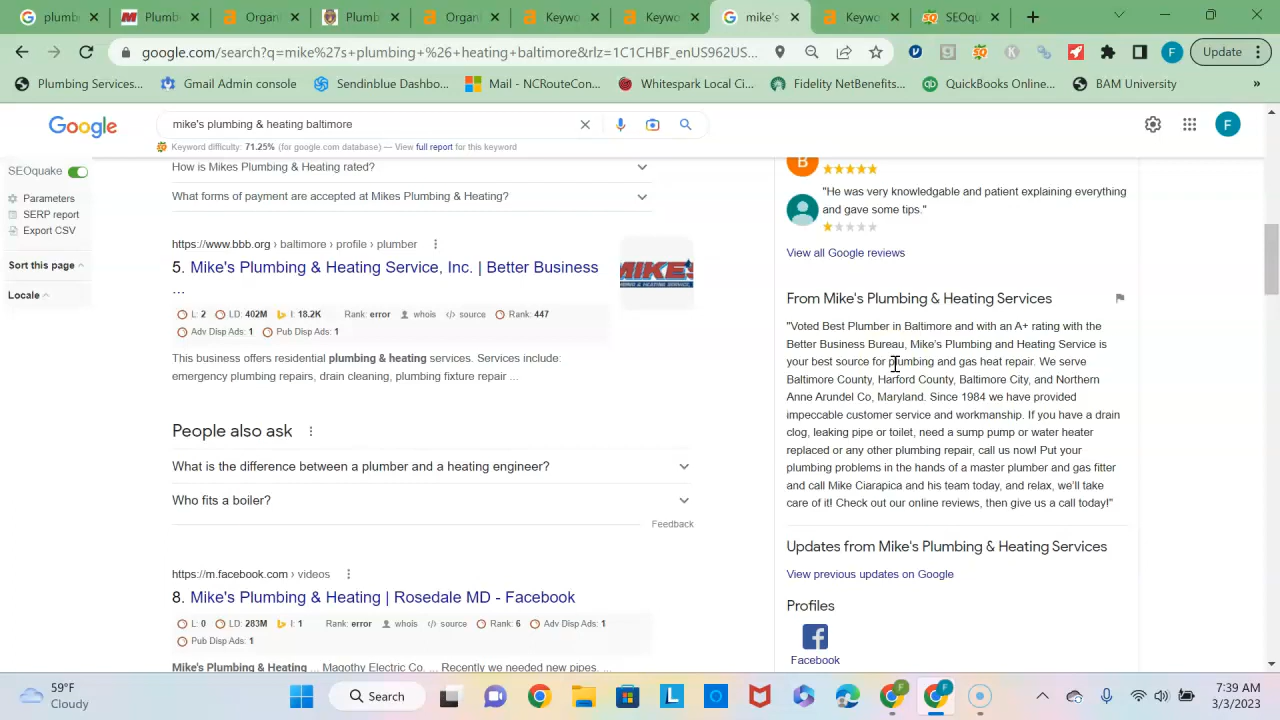 Plumb
Plumb
Organ
Plumb
Organ
Keywo
Keywo
mike's
Keywo
SEOqu
google.com/search?q=mike%27s+plumbing+%26+heating+baltimore&rlz=1C1CHBF_enUS962US...
Update
Plumbing Services...
Gmail Admin console
Sendinblue Dashbo...
Mail - NCRouteCon...
Whitespark Local Ci...
Funding NetBenefits...
QuickBooks Online...
BAM University
Google
mike's plumbing & heating baltimore
F
Keyword difficulty: 71.25% (for google.com database) — View full report for this keyword
SEOquake
Parameters
SERP report
Export CSV
Sort this page
Locale
How is Mikes Plumbing & Heating rated?
What forms of payment are accepted at Mikes Plumbing & Heating?
https://www.bbb.org › baltimore › profile › plumber
5. Mike's Plumbing & Heating Service, Inc. | Better Business
...
L: 2 LD: 402M I: 18.2K Rank: error whois source Rank: 447
Adv Disp Ads: 1 Pub Disp Ads: 1
This business offers residential plumbing & heating services. Services include:
emergency plumbing repairs, drain cleaning, plumbing fixture repair ...
People also ask
What is the difference between a plumber and a heating engineer?
Who fits a boiler?
Feedback
https://m.facebook.com › videos
8. Mike's Plumbing & Heating | Rosedale MD - Facebook
L: 0 LD: 283M I: 1 Rank: error whois source Rank: 6 Adv Disp Ads: 1
Pub Disp Ads: 1
Mike's Plumbing & Heating ... Magothy Electric Co. ... Recently we needed new pipes. ...
B
"He was very knowledgable and patient explaining everything
and gave some tips."
View all Google reviews
From Mike's Plumbing & Heating Services
"Voted Best Plumber in Baltimore and with an A+ rating with the
Better Business Bureau, Mike's Plumbing and Heating Service is
your best source for plumbing and gas heat repair. We serve
Baltimore County, Harford County, Baltimore City, and Northern
Anne Arundel Co, Maryland. Since 1984 we have provided
impeccable customer service and workmanship. If you have a drain
clog, leaking pipe or toilet, need a sump pump or water heater
replaced or any other plumbing repair, call us now! Put your
plumbing problems in the hands of a master plumber and gas fitter
and call Mike Ciarapica and his team today, and relax, we'll take
care of it! Check out our online reviews, then give us a call today!"
Updates from Mike's Plumbing & Heating Services
View previous updates on Google
Profiles
Facebook
59°F
Cloudy
Search
7:39 AM
3/3/2023